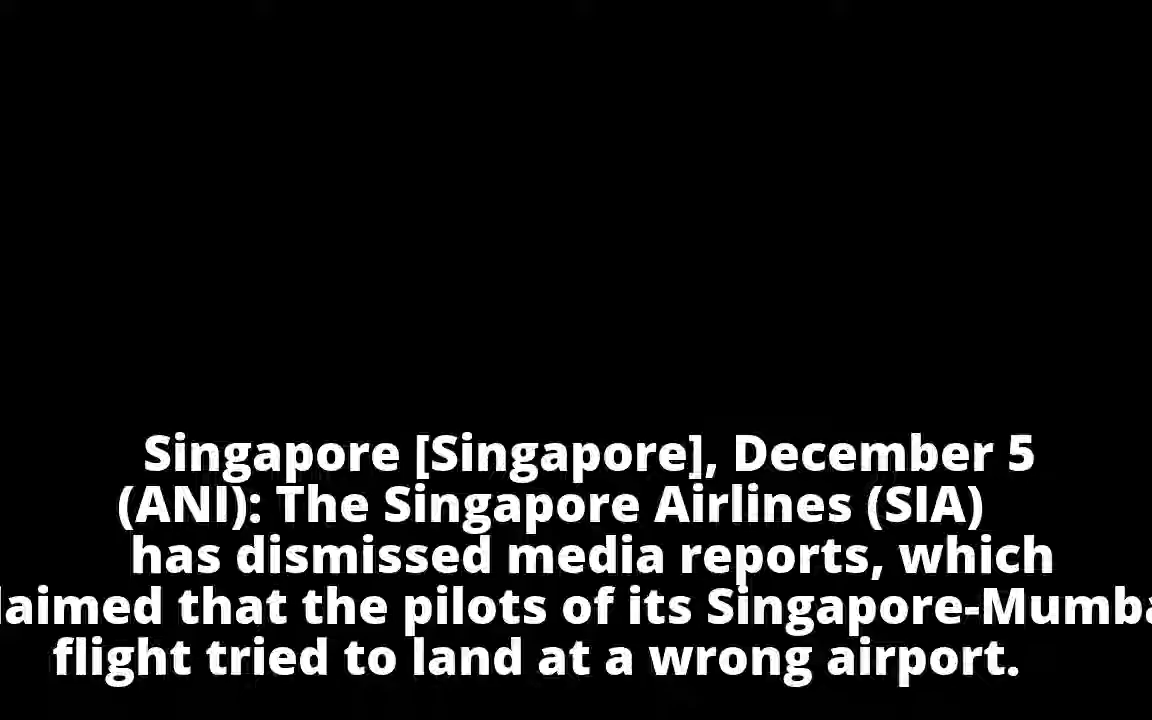 Singapore [Singapore], December 5
(ANI): The Singapore Airlines (SIA)
has dismissed media reports, which
laimed that the pilots of its Singapore-Mumba
flight tried to land at a wrong airport.